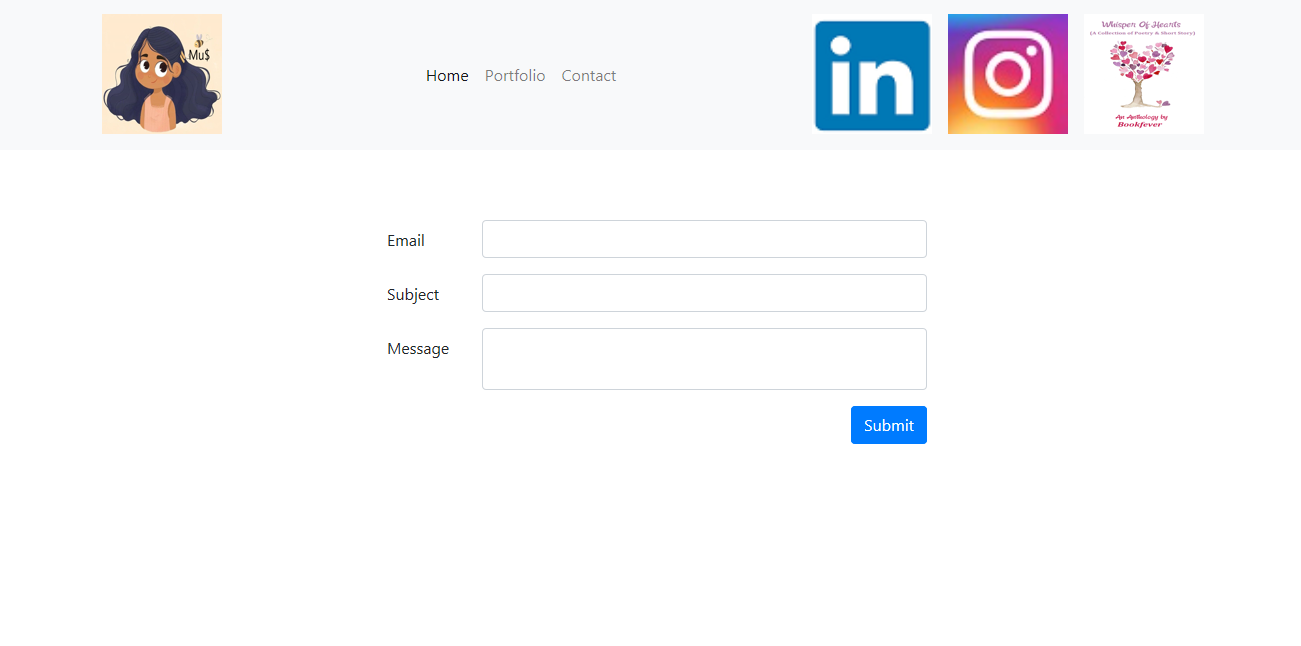 Mu$
Home Portfolio Contact
in
Whisper Of Hearts
(A Collection of Poetry & Short Story)
An Anthology by
Bookfever
Email
Subject
Message
Submit